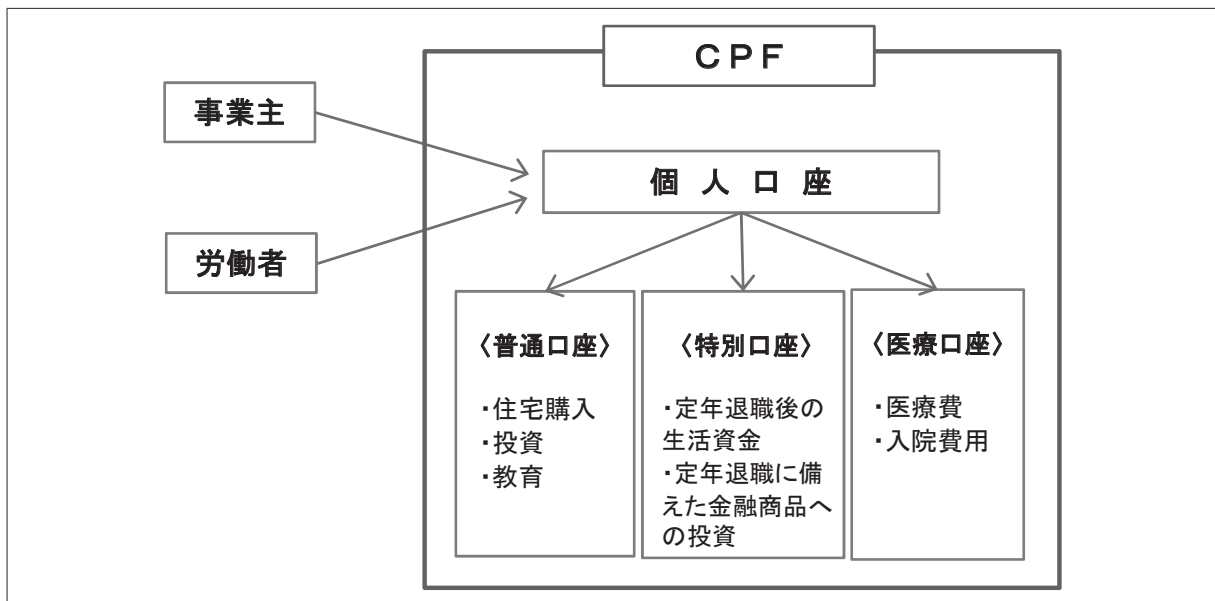 CPF
事業主
個人口座
労働者
〈普通口座〉
・住宅購入
・投資
・教育
〈特別口座〉
・定年退職後の
生活資金
・定年退職に備
えた金融商品へ
の投資
〈医療口座〉
・医療費
・入院費用